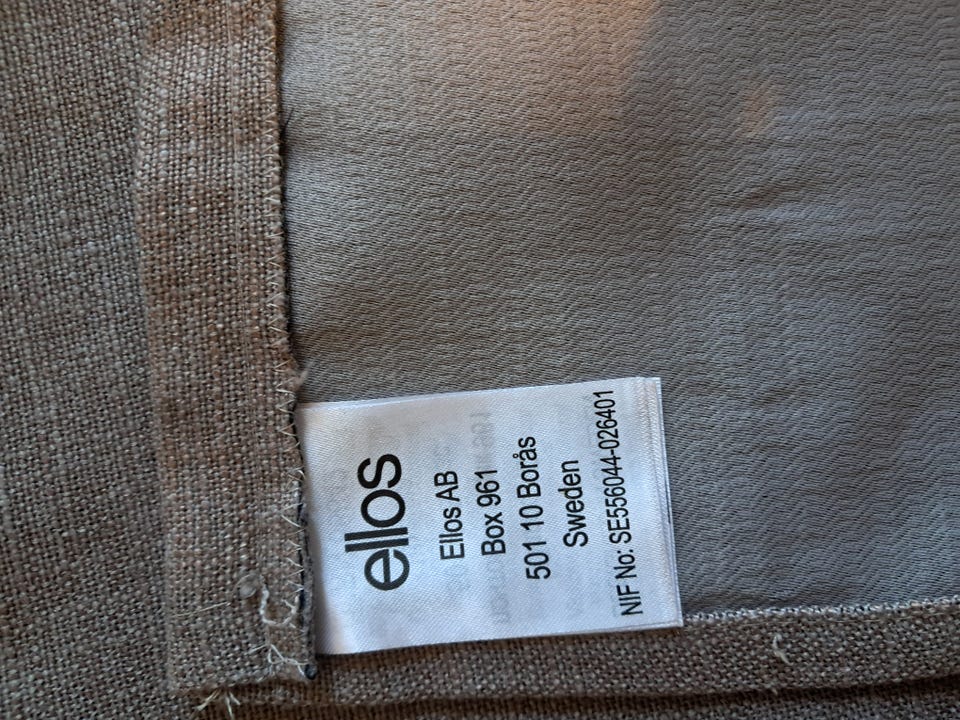 ellos
Ellos AB
Box 961
501 10 Borås
Sweden
NIF No: SE556044-026401